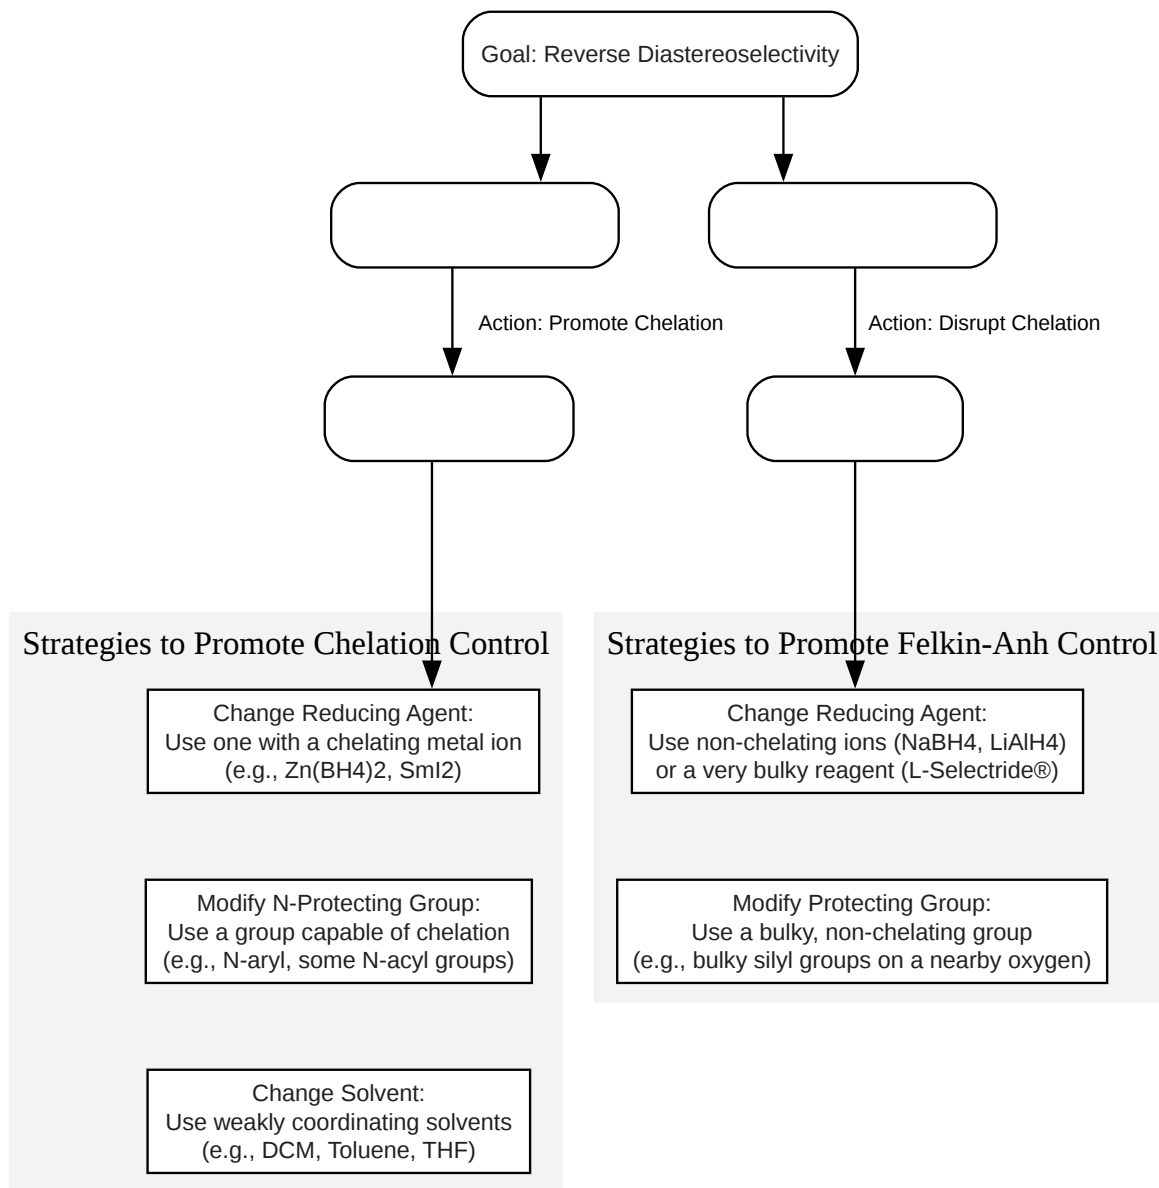 Goal: Reverse Diastereoselectivity
Action: Promote Chelation
Action: Disrupt Chelation
Strategies to Promote Chelation Control
Change Reducing Agent:
Use one with a chelating metal ion
(e.g., Zn(BH4)2, SmI2)
Modify N-Protecting Group:
Use a group capable of chelation
(e.g., N-aryl, some N-acyl groups)
Change Solvent:
Use weakly coordinating solvents
(e.g., DCM, Toluene, THF)
Strategies to Promote Felkin-Anh Control
Change Reducing Agent:
Use non-chelating ions (NaBH4, LiAlH4)
or a very bulky reagent (L-Selectride®)
Modify Protecting Group:
Use a bulky, non-chelating group
(e.g., bulky silyl groups on a nearby oxygen)